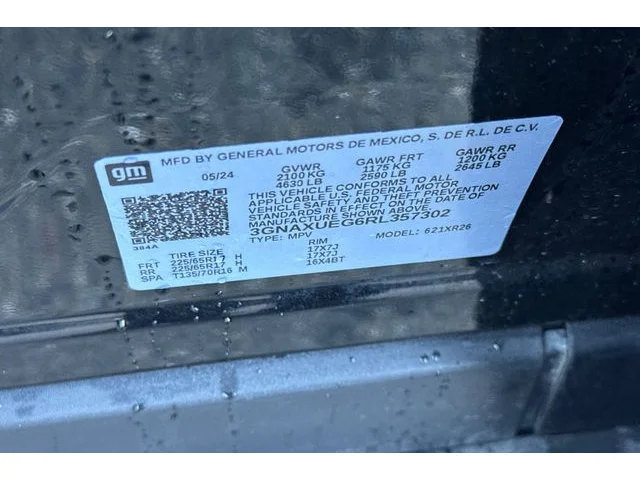 gm
MFD BY GENERAL MOTORS DE MEXICO, S. DE R.L. DE C.V.
05/24
GVWR GAWR FRT GAWR RR
2100 KG 1175 KG 1200 KG
4630 LB 2590 LB 2645 LB
THIS VEHICLE CONFORMS TO ALL
APPLICABLE U.S. FEDERAL MOTOR
VEHICLE SAFETY AND THEFT PREVENTION
STANDARDS IN EFFECT ON THE DATE OF
MANUFACTURE SHOWN ABOVE.
3GNAXUEG6RL357302
TYPE: MPV MODEL: 621XR26
384A
TIRE SIZE RIM
FRT 225/65R17 H 17X7J
RR 225/65R17 H 17X7J
SPA T135/70R16 M 16X4BT